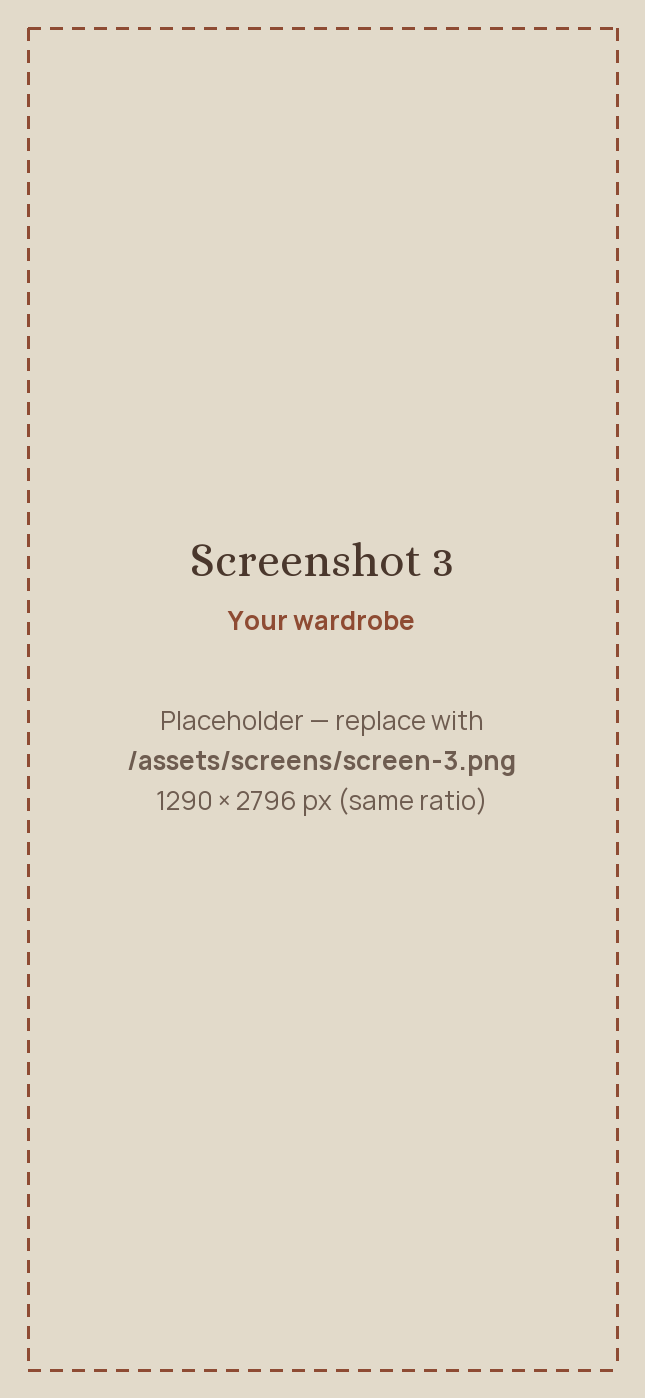 Screenshot 3
Your wardrobe
Placeholder — replace with
/assets/screens/screen-3.png
1290 × 2796 px (same ratio)